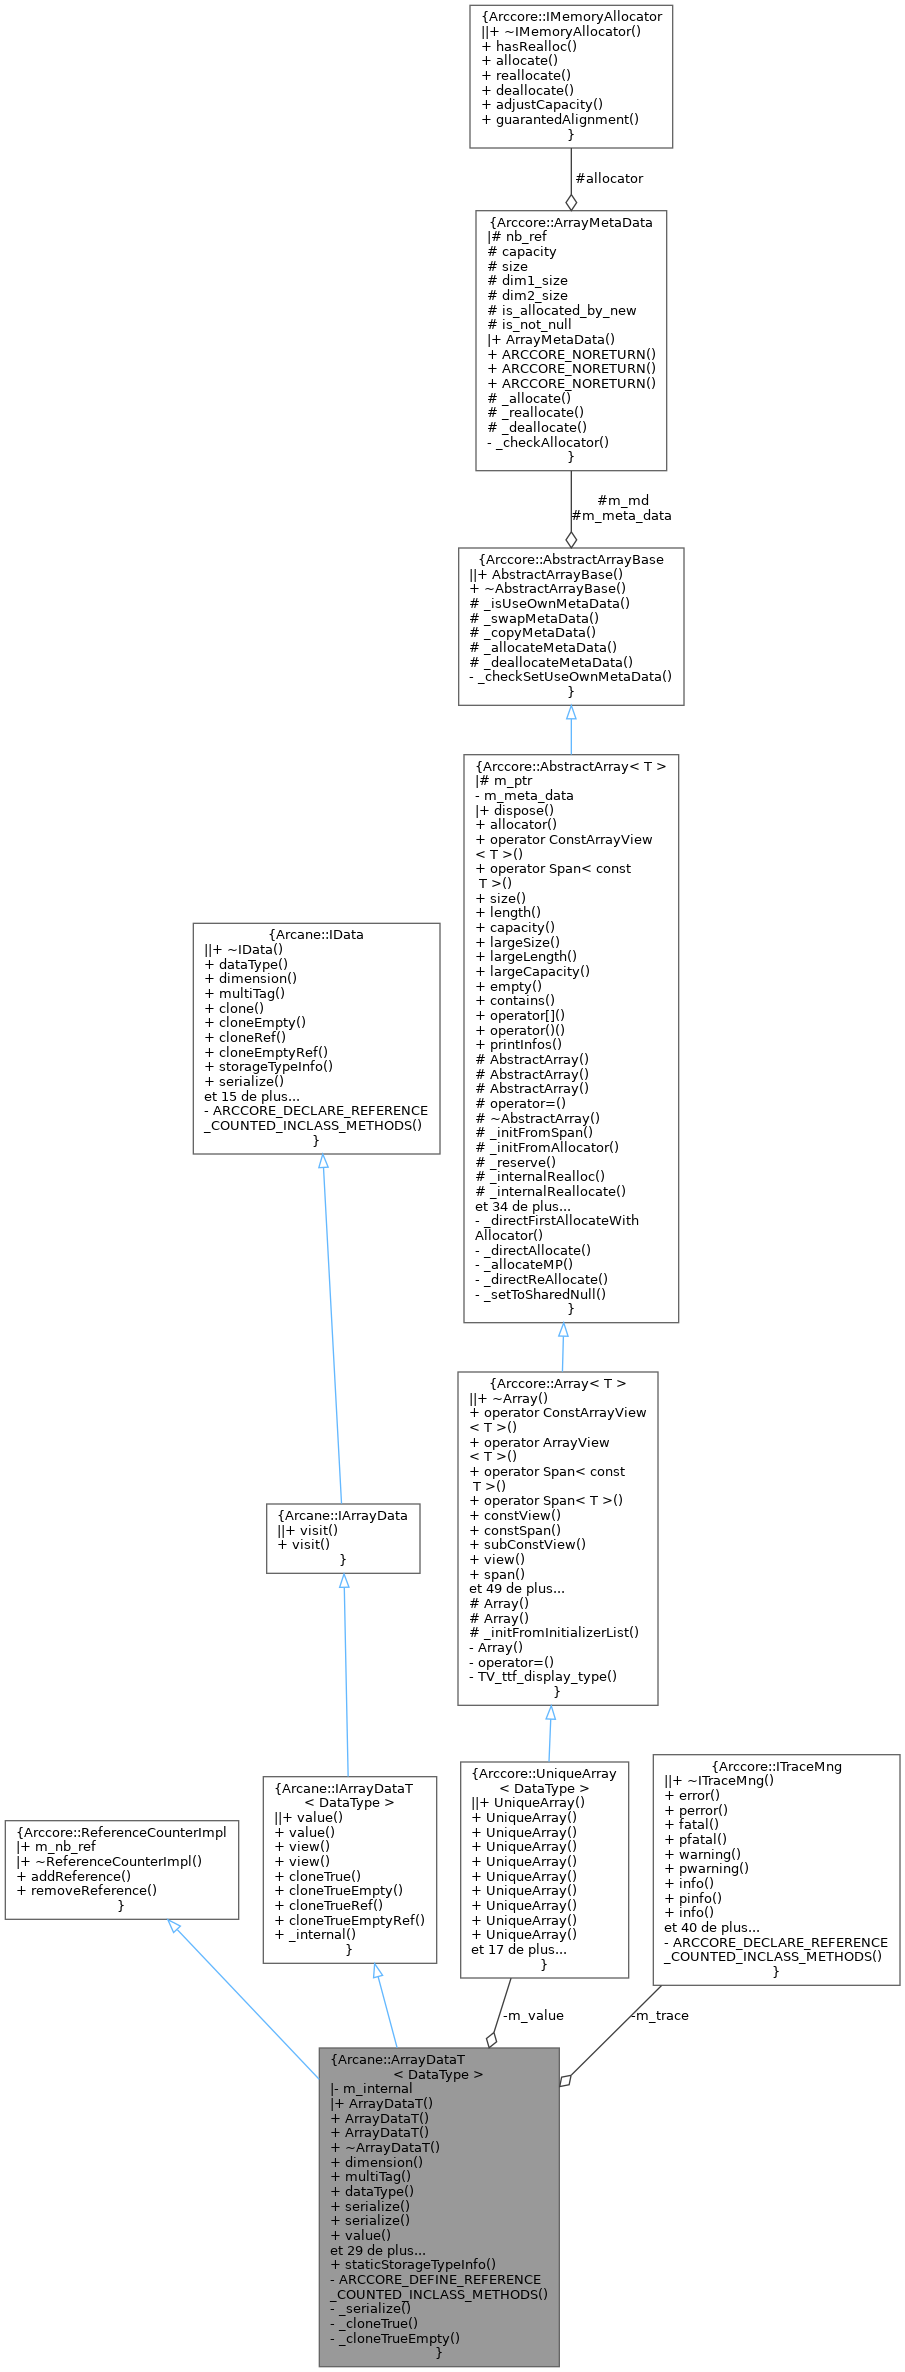 {Arccore::IMemoryAllocator
||+ ~IMemoryAllocator()
+ hasRealloc()
+ allocate()
+ reallocate()
+ deallocate()
+ adjustCapacity()
+ guarantedAlignment()
}
#allocator
{Arccore::ArrayMetaData
|# nb_ref
# capacity
# size
# dim1_size
# dim2_size
# is_allocated_by_new
# is_not_null
|+ ArrayMetaData()
+ ARCCORE_NORETURN()
+ ARCCORE_NORETURN()
+ ARCCORE_NORETURN()
# _allocate()
# _reallocate()
# _deallocate()
- _checkAllocator()
}
#m_md
#m_meta_data
{Arccore::AbstractArrayBase
||+ AbstractArrayBase()
+ ~AbstractArrayBase()
# _isUseOwnMetaData()
# _swapMetaData()
# _copyMetaData()
# _allocateMetaData()
# _deallocateMetaData()
- _checkSetUseOwnMetaData()
}
{Arccore::AbstractArray< T >
|# m_ptr
- m_meta_data
|+ dispose()
+ allocator()
+ operator ConstArrayView
< T >()
+ operator Span< const
 T >()
+ size()
+ length()
+ capacity()
+ largeSize()
+ largeLength()
+ largeCapacity()
+ empty()
+ contains()
+ operator[]()
+ operator()()
+ printInfos()
# AbstractArray()
# AbstractArray()
# AbstractArray()
# operator=()
# ~AbstractArray()
# _initFromSpan()
# _initFromAllocator()
# _reserve()
# _internalRealloc()
# _internalReallocate()
et 34 de plus...
- _directFirstAllocateWith
Allocator()
- _directAllocate()
- _allocateMP()
- _directReAllocate()
- _setToSharedNull()
}
{Arcane::IData
||+ ~IData()
+ dataType()
+ dimension()
+ multiTag()
+ clone()
+ cloneEmpty()
+ cloneRef()
+ cloneEmptyRef()
+ storageTypeInfo()
+ serialize()
et 15 de plus...
- ARCCORE_DECLARE_REFERENCE
_COUNTED_INCLASS_METHODS()
}
{Arccore::Array< T >
||+ ~Array()
+ operator ConstArrayView
< T >()
+ operator ArrayView
< T >()
+ operator Span< const
 T >()
+ operator Span< T >()
+ constView()
+ constSpan()
+ subConstView()
+ view()
+ span()
et 49 de plus...
# Array()
# Array()
# _initFromInitializerList()
- Array()
- operator=()
- TV_ttf_display_type()
}
{Arcane::IArrayData
||+ visit()
+ visit()
}
{Arccore::ReferenceCounterImpl
|+ m_nb_ref
|+ ~ReferenceCounterImpl()
+ addReference()
+ removeReference()
}
{Arcane::IArrayDataT
< DataType >
||+ value()
+ value()
+ view()
+ view()
+ cloneTrue()
+ cloneTrueEmpty()
+ cloneTrueRef()
+ cloneTrueEmptyRef()
+ _internal()
}
{Arccore::UniqueArray
< DataType >
||+ UniqueArray()
+ UniqueArray()
+ UniqueArray()
+ UniqueArray()
+ UniqueArray()
+ UniqueArray()
+ UniqueArray()
+ UniqueArray()
+ UniqueArray()
+ UniqueArray()
et 17 de plus...
}
{Arccore::ITraceMng
||+ ~ITraceMng()
+ error()
+ perror()
+ fatal()
+ pfatal()
+ warning()
+ pwarning()
+ info()
+ pinfo()
+ info()
et 40 de plus...
- ARCCORE_DECLARE_REFERENCE
_COUNTED_INCLASS_METHODS()
}
-m_value
-m_trace
{Arcane::ArrayDataT
< DataType >
|- m_internal
|+ ArrayDataT()
+ ArrayDataT()
+ ArrayDataT()
+ ~ArrayDataT()
+ dimension()
+ multiTag()
+ dataType()
+ serialize()
+ serialize()
+ value()
et 29 de plus...
+ staticStorageTypeInfo()
- ARCCORE_DEFINE_REFERENCE
_COUNTED_INCLASS_METHODS()
- _serialize()
- _cloneTrue()
- _cloneTrueEmpty()
}